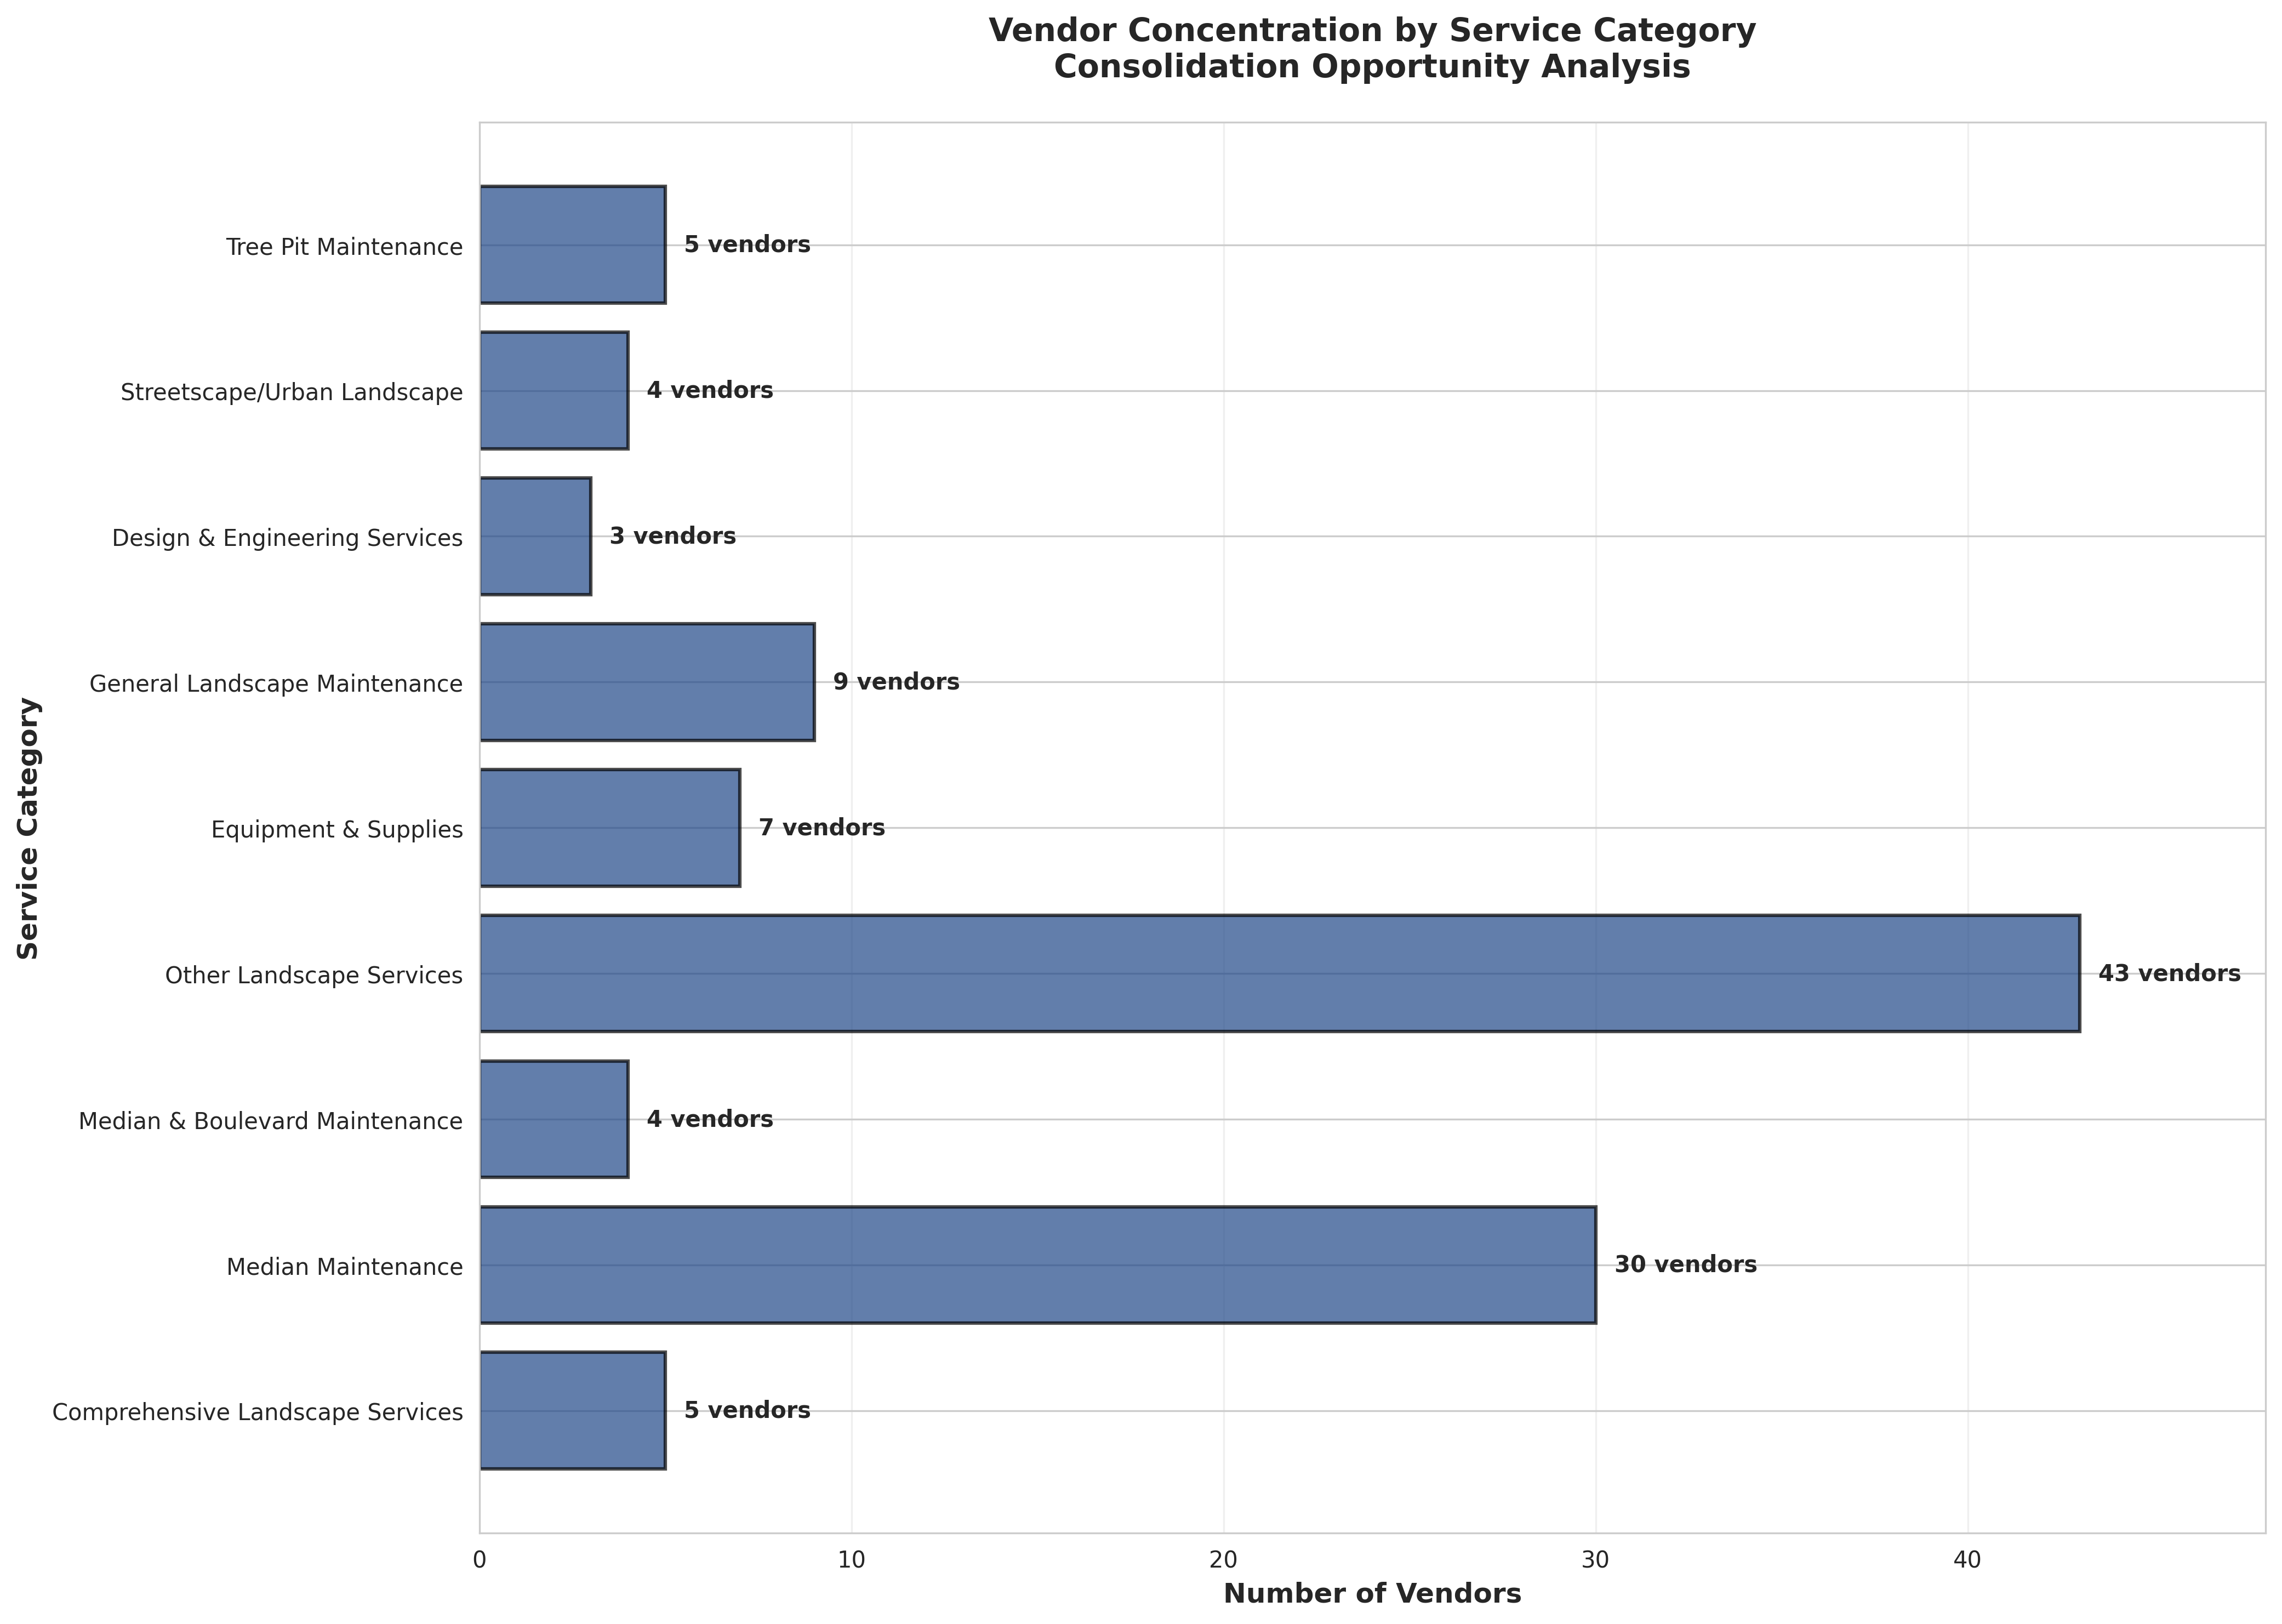 Vendor Concentration by Service Category
Consolidation Opportunity Analysis
Service Category
Tree Pit Maintenance
5 vendors
Streetscape/Urban Landscape
4 vendors
Design & Engineering Services
3 vendors
General Landscape Maintenance
9 vendors
Equipment & Supplies
7 vendors
Other Landscape Services
43 vendors
Median & Boulevard Maintenance
4 vendors
Median Maintenance
30 vendors
Comprehensive Landscape Services
5 vendors
0 10 20 30 40
Number of Vendors